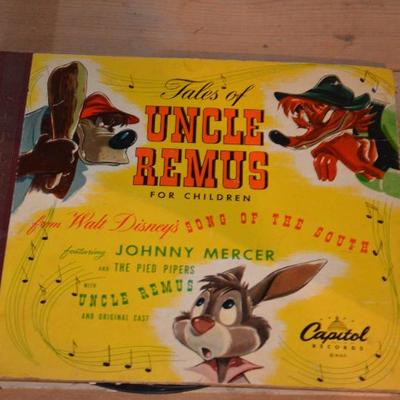 Tales of
UNCLE
REMUS
FOR CHILDREN
from Walt Disney's SONG OF THE SOUTH
featuring JOHNNY MERCER
AND THE PIED PIPERS
WITH UNCLE REMUS
AND ORIGINAL CAST
Capitol
RECORDS